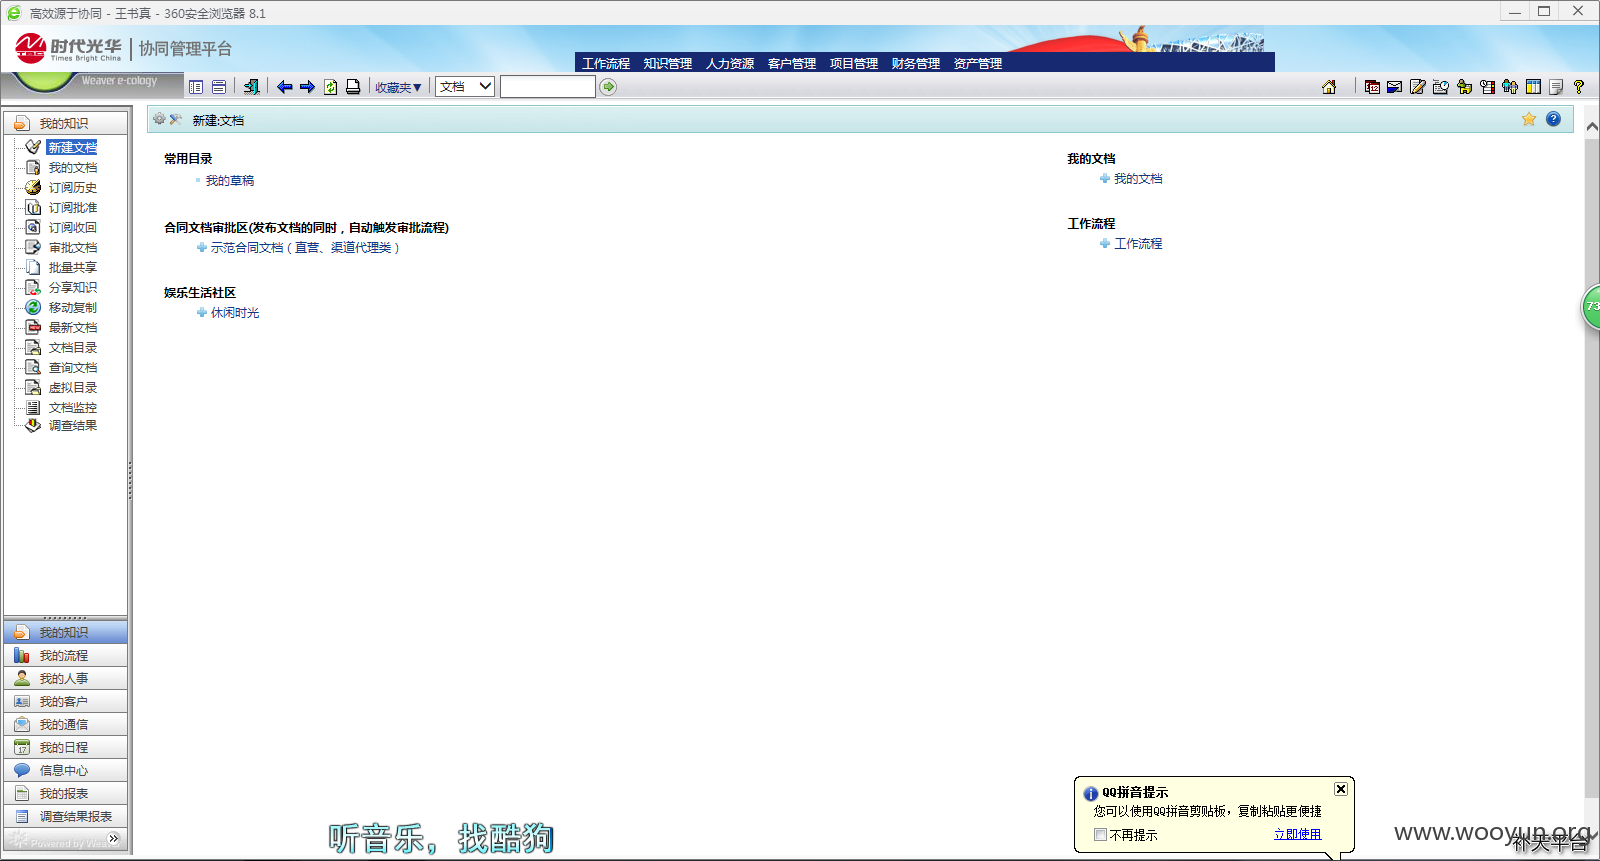 高效源于协同 - 王书真 - 360安全浏览器 8.1
时代光华
Times Bright China
协同管理平台
工作流程 知识管理 人力资源 客户管理 项目管理 财务管理 资产管理
Weaver e-cology
收藏夹▼
文档
我的知识
新建文档
我的文档
订阅历史
订阅批准
订阅收回
审批文档
批量共享
分享知识
移动复制
最新文档
文档目录
查询文档
虚拟目录
文档监控
调查结果
我的知识
我的流程
我的人事
我的客户
我的通信
17 我的日程
信息中心
我的报表
调查结果报表
Powered by
新建:文档
常用目录
我的草稿
合同文档审批区(发布文档的同时，自动触发审批流程)
示范合同文档（直营、渠道代理类）
娱乐生活社区
休闲时光
我的文档
我的文档
工作流程
工作流程
73
QQ拼音提示
您可以使用QQ拼音剪贴板，复制粘贴更便捷
不再提示 立即使用
听音乐，找酷狗
www.wooyun.org
补天平台